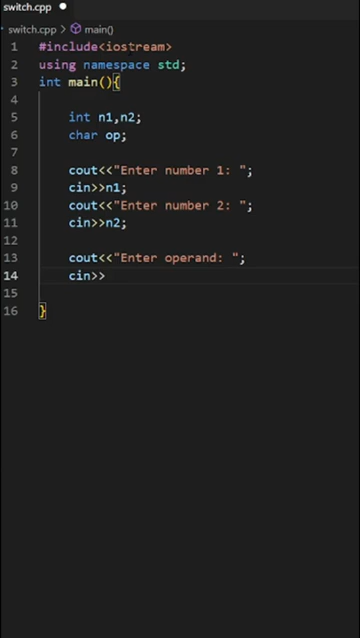 switch.cpp
switch.cpp > main()
1 #include<iostream>
2 using namespace std;
3 int main(){
4
5 int n1,n2;
6 char op;
7
8 cout<<"Enter number 1: ";
9 cin>>n1;
10 cout<<"Enter number 2: ";
11 cin>>n2;
12
13 cout<<"Enter operand: ";
14 cin>>
15
16 }